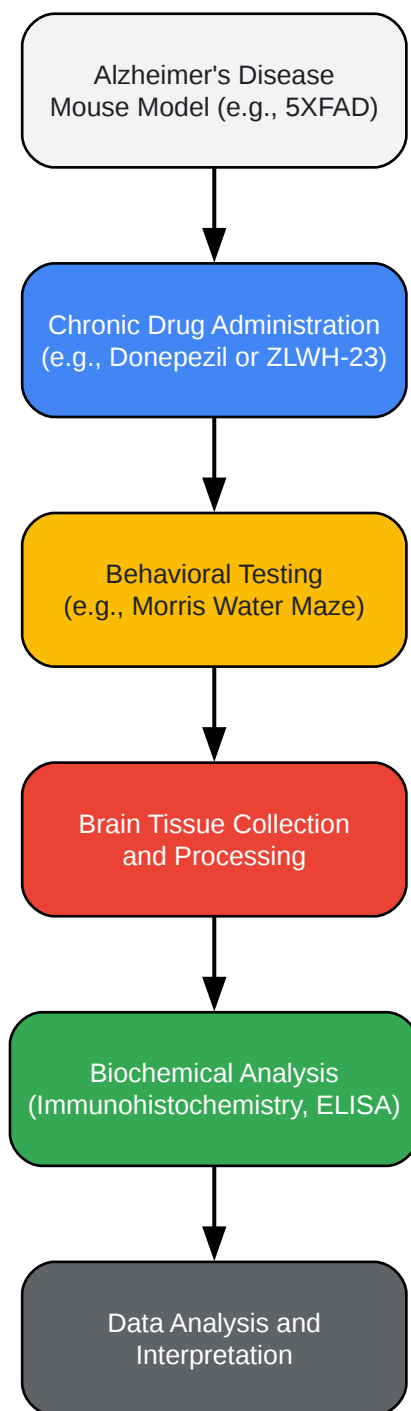 Alzheimer's Disease
Mouse Model (e.g., 5XFAD)
Chronic Drug Administration
(e.g., Donepezil or ZLWH-23)
Behavioral Testing
(e.g., Morris Water Maze)
Brain Tissue Collection
and Processing
Biochemical Analysis
(Immunohistochemistry, ELISA)
Data Analysis and
Interpretation